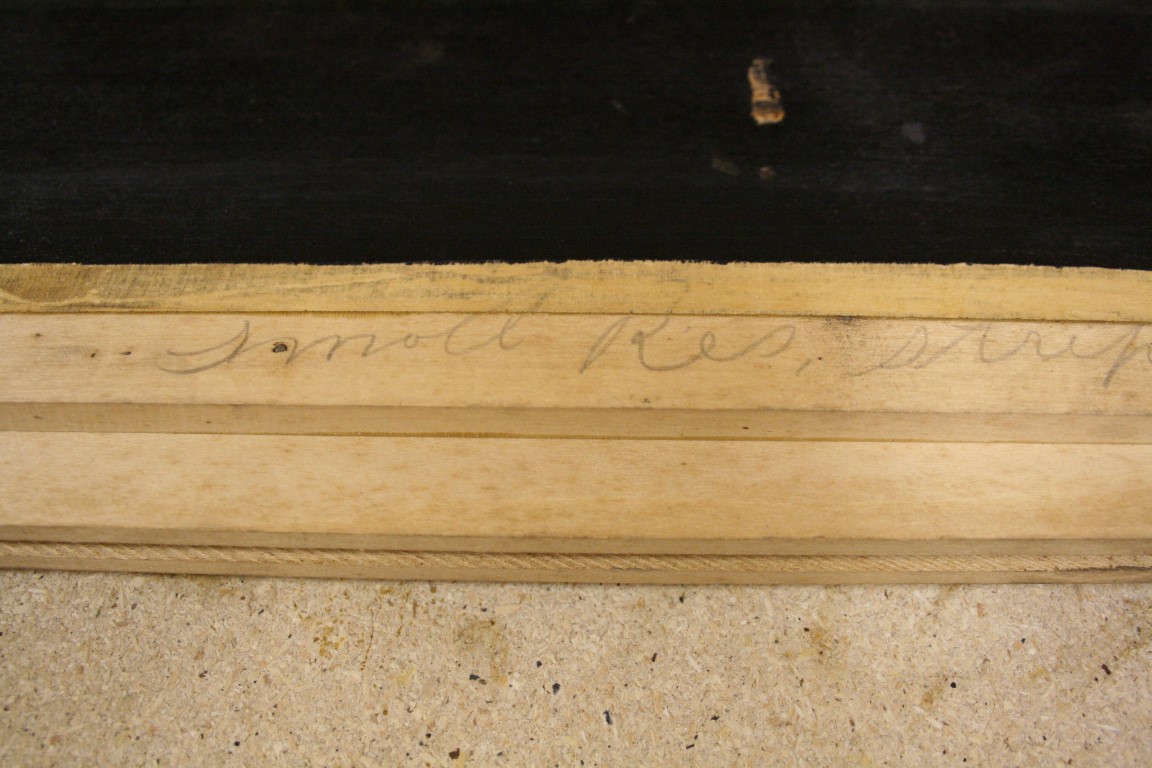 small Res, strip